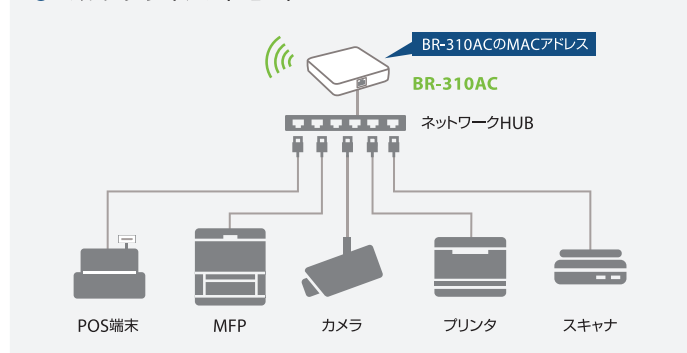 BR-310ACのMACアドレス
BR-310AC
ネットワークHUB
POS端末
MFP
カメラ
プリンタ
スキャナ